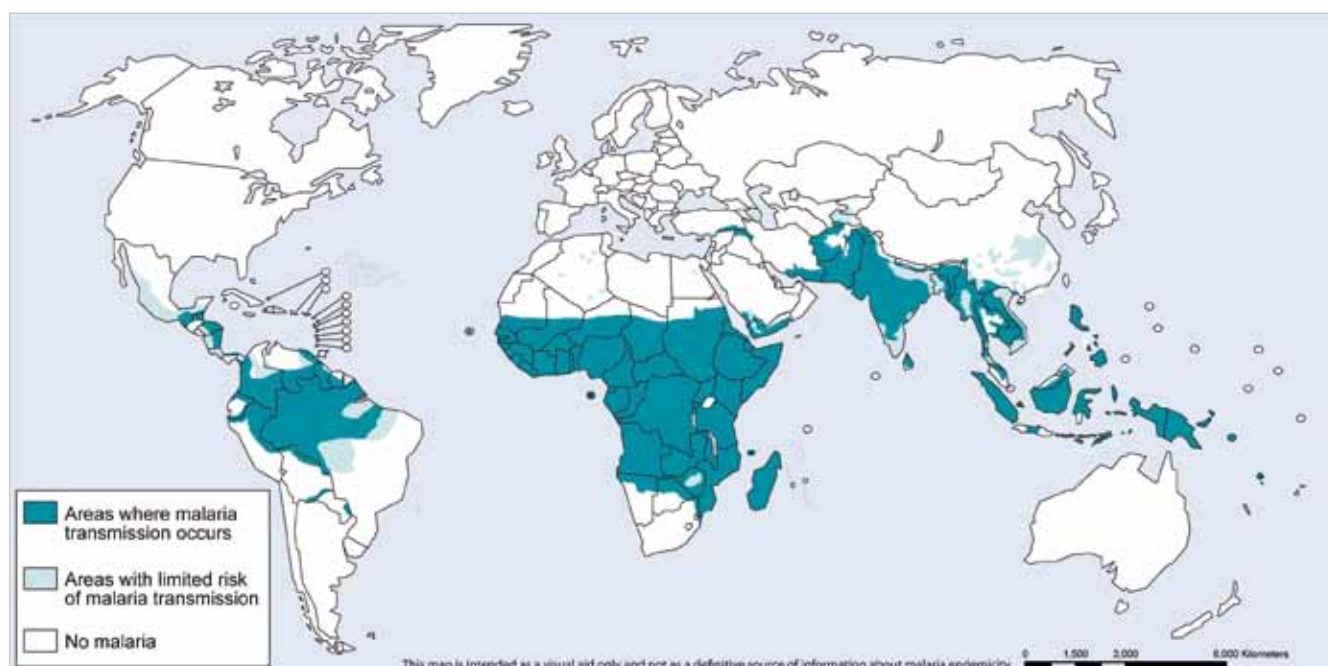 Areas where malaria
transmission occurs
Areas with limited risk
of malaria transmission
No malaria
This map is intended as a visual aid only and not as a definitive source of information about malaria endemicity.
0 1,500 3,000 6,000 Kilometers